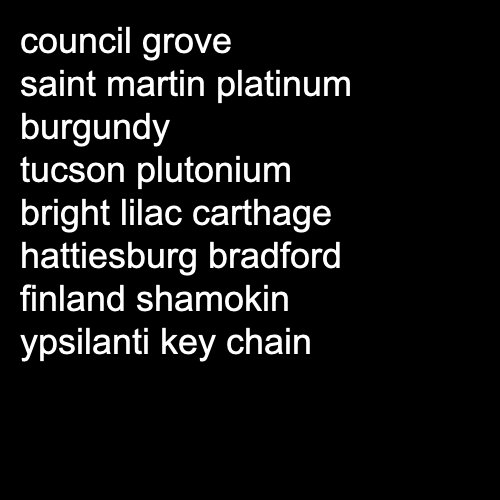 council grove
saint martin platinum
burgundy
tucson plutonium
bright lilac carthage
hattiesburg bradford
finland shamokin
ypsilanti key chain